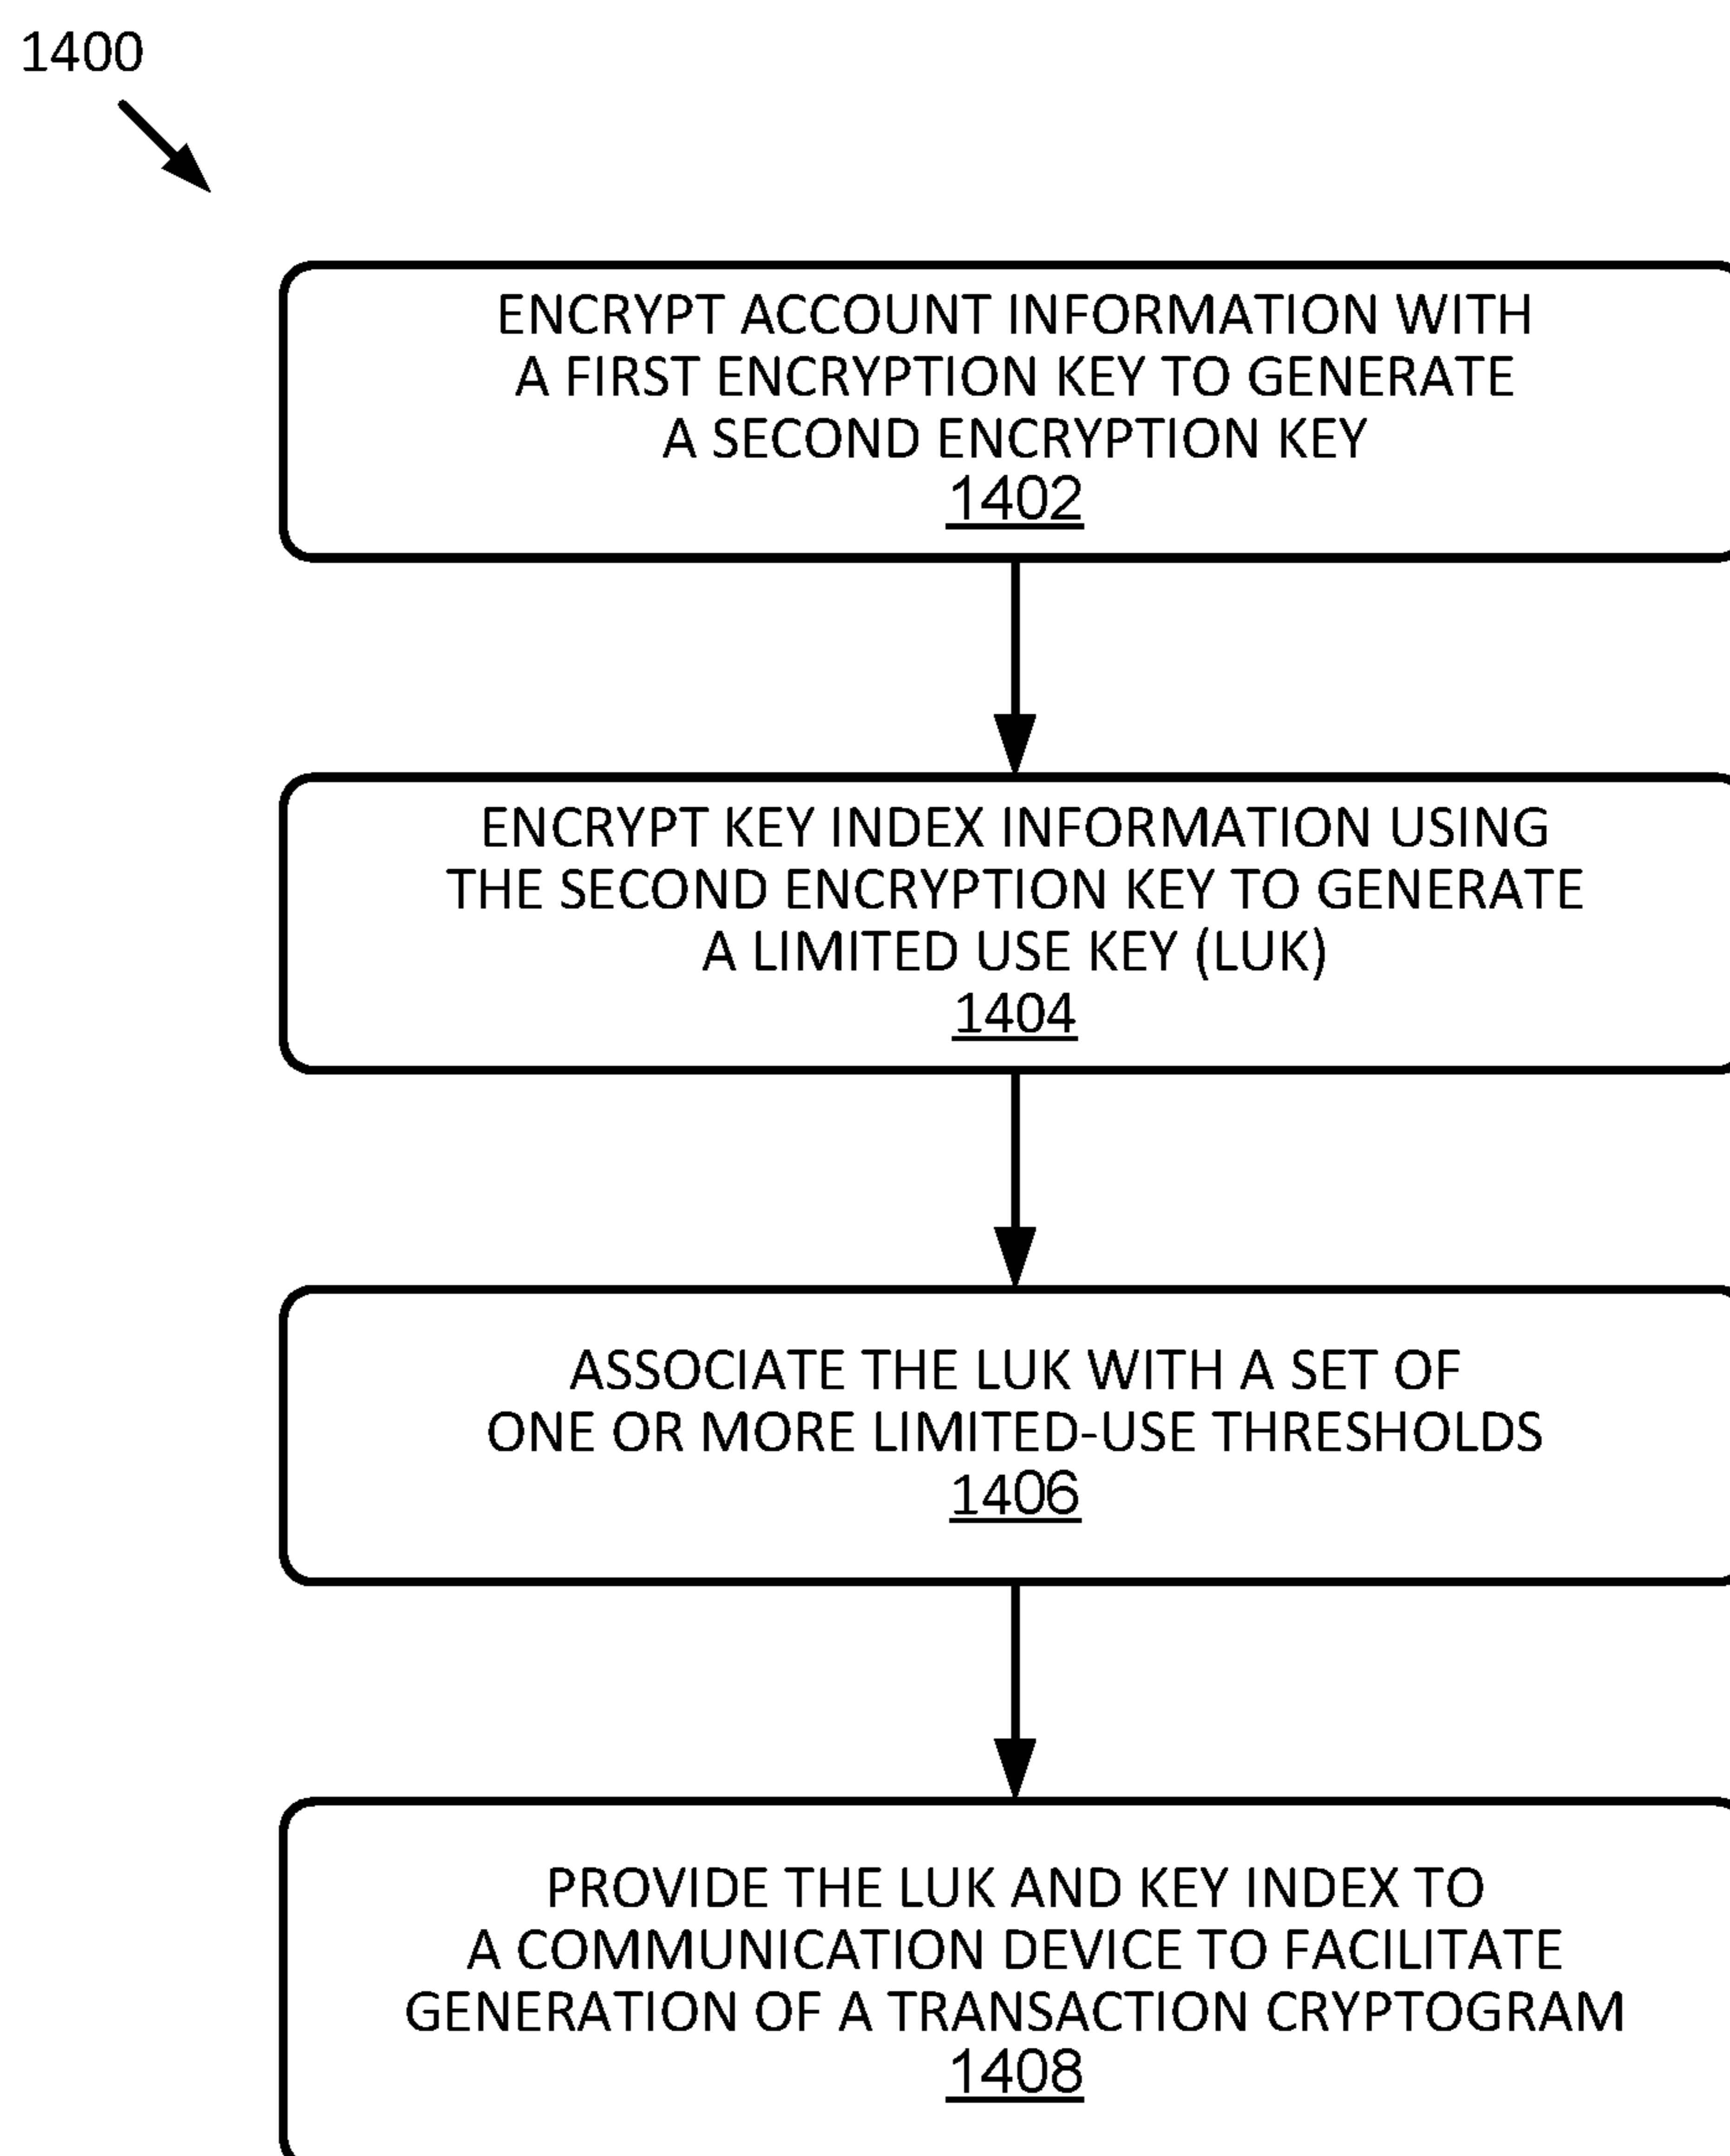 1400
ENCRYPT ACCOUNT INFORMATION WITH
A FIRST ENCRYPTION KEY TO GENERATE
A SECOND ENCRYPTION KEY
1402
ENCRYPT KEY INDEX INFORMATION USING
THE SECOND ENCRYPTION KEY TO GENERATE
A LIMITED USE KEY (LUK)
1404
ASSOCIATE THE LUK WITH A SET OF
ONE OR MORE LIMITED-USE THRESHOLDS
1406
PROVIDE THE LUK AND KEY INDEX TO
A COMMUNICATION DEVICE TO FACILITATE
GENERATION OF A TRANSACTION CRYPTOGRAM
1408